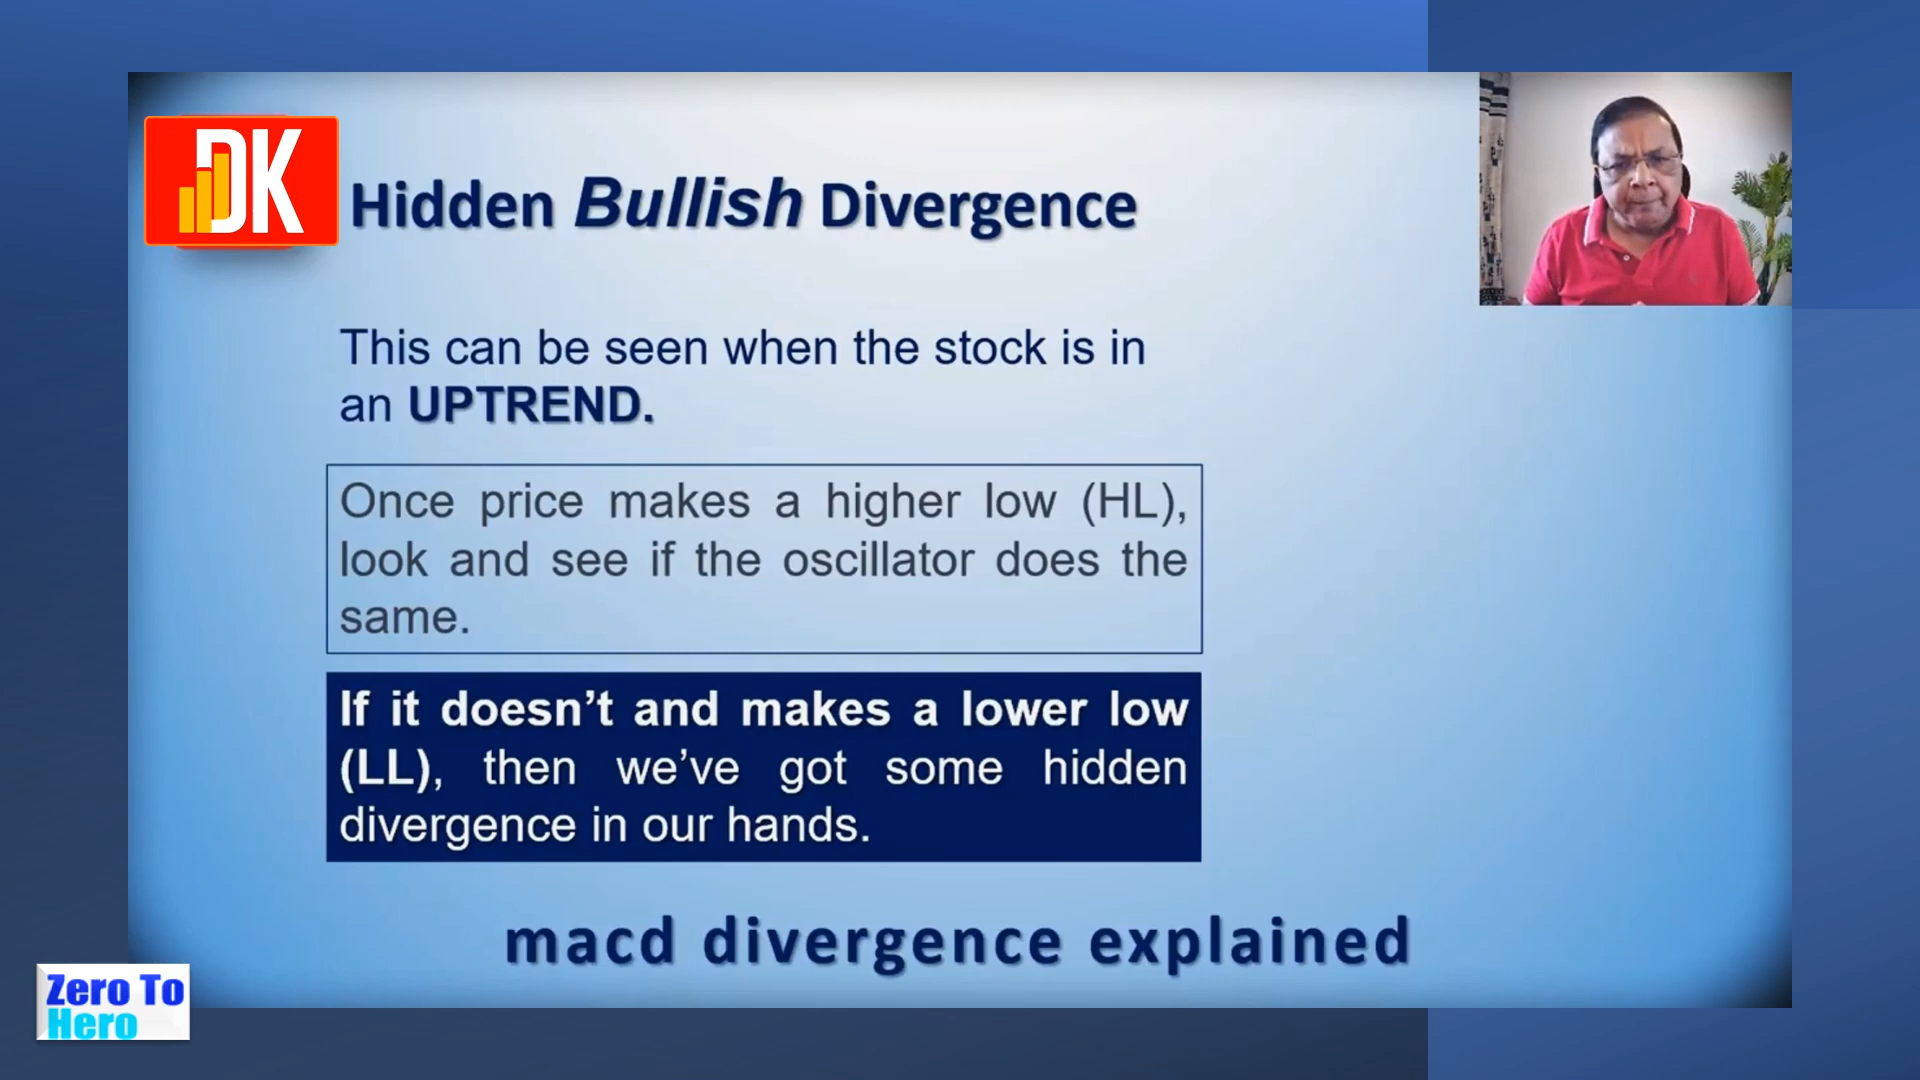 DK
Hidden Bullish Divergence
This can be seen when the stock is in
an UPTREND.
Once price makes a higher low (HL),
look and see if the oscillator does the
same.
If it doesn’t and makes a lower low
(LL), then we’ve got some hidden
divergence in our hands.
macd divergence explained
Zero To
Hero